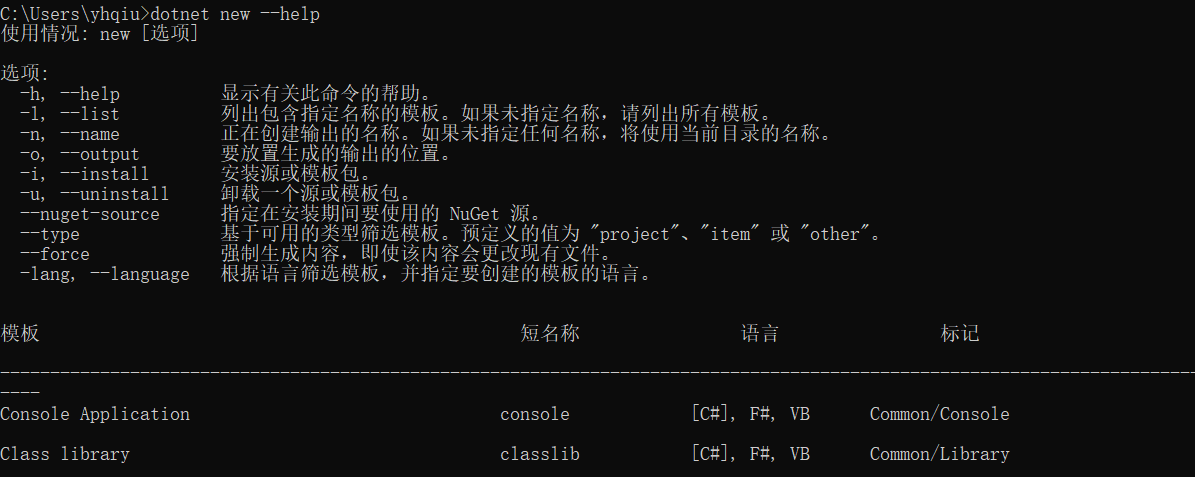 C:\Users\yhqiu>dotnet new --help
使用情况: new [选项]
选项:
-h, --help 显示有关此命令的帮助。
-l, --list 列出包含指定名称的模板。如果未指定名称，请列出所有模板。
-n, --name 正在创建输出的名称。如果未指定任何名称，将使用当前目录的名称。
-o, --output 要放置生成的输出的位置。
-i, --install 安装源或模板包。
-u, --uninstall 卸载一个源或模板包。
--nuget-source 指定在安装期间要使用的 NuGet 源。
--type 基于可用的类型筛选模板。预定义的值为 "project"、"item" 或 "other"。
--force 强制生成内容，即使该内容会更改现有文件。
-lang, --language 根据语言筛选模板，并指定要创建的模板的语言。
模板 短名称 语言 标记
------------------------------------------------------------------------------------------------------------------------
----
Console Application console [C#], F#, VB Common/Console
Class library classlib [C#], F#, VB Common/Library